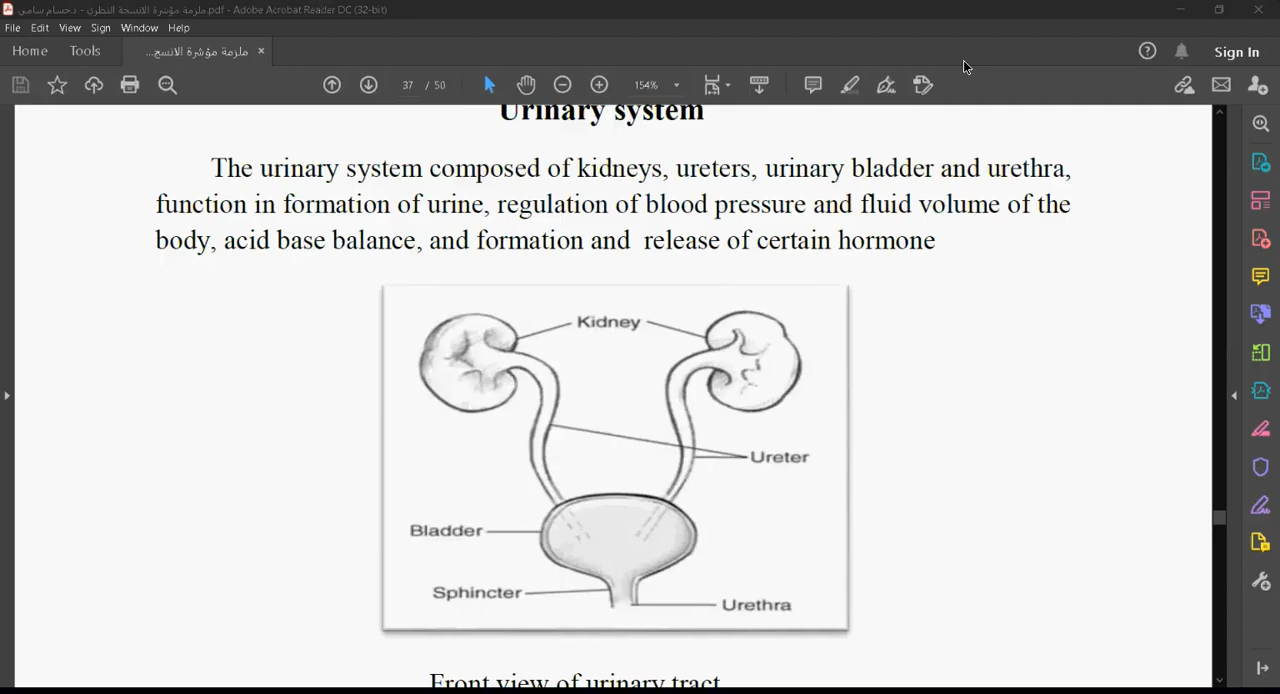 ملزمة مؤشرة الانسجة النظري - د.حسام سامي.pdf - Adobe Acrobat Reader DC (32-bit)
File Edit View Sign Window Help
Home Tools ملزمة مؤشرة الانسج... × Sign In
37 / 50 154%
Urinary system
The urinary system composed of kidneys, ureters, urinary bladder and urethra,
function in formation of urine, regulation of blood pressure and fluid volume of the
body, acid base balance, and formation and release of certain hormone
Kidney
Ureter
Bladder
Sphincter
Urethra
Front view of urinary tract